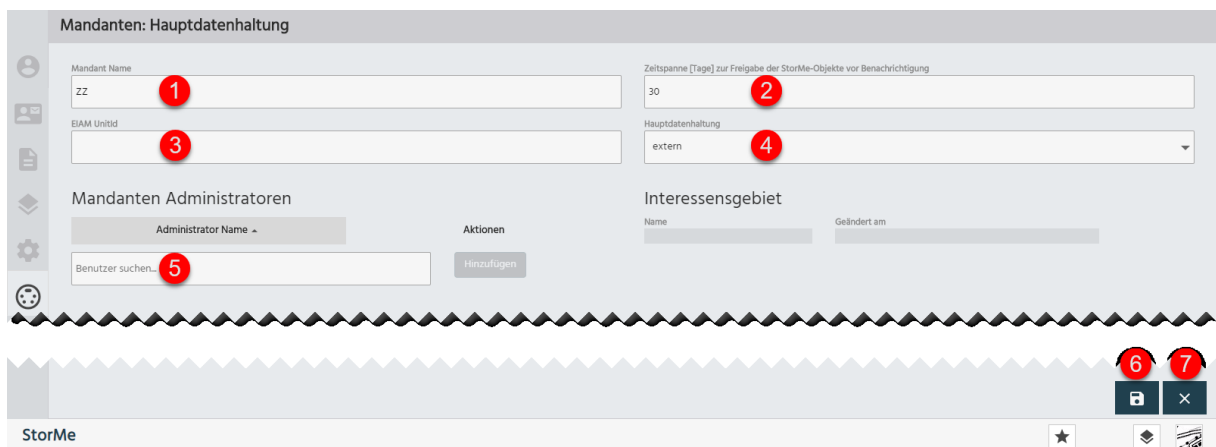 Mandanten: Hauptdatenhaltung
Mandant Name
Zeitspanne [Tage] zur Freigabe der StorMe-Objekte vor Benachrichtigung
ZZ
1
30
2
EIAM UnitId
Hauptdatenhaltung
3
extern
4
Mandanten Administratoren
Interessensgebiet
Administrator Name
Aktionen
Name
Geändert am
Benutzer suchen...
5
Hinzufügen
6
7
StorMe